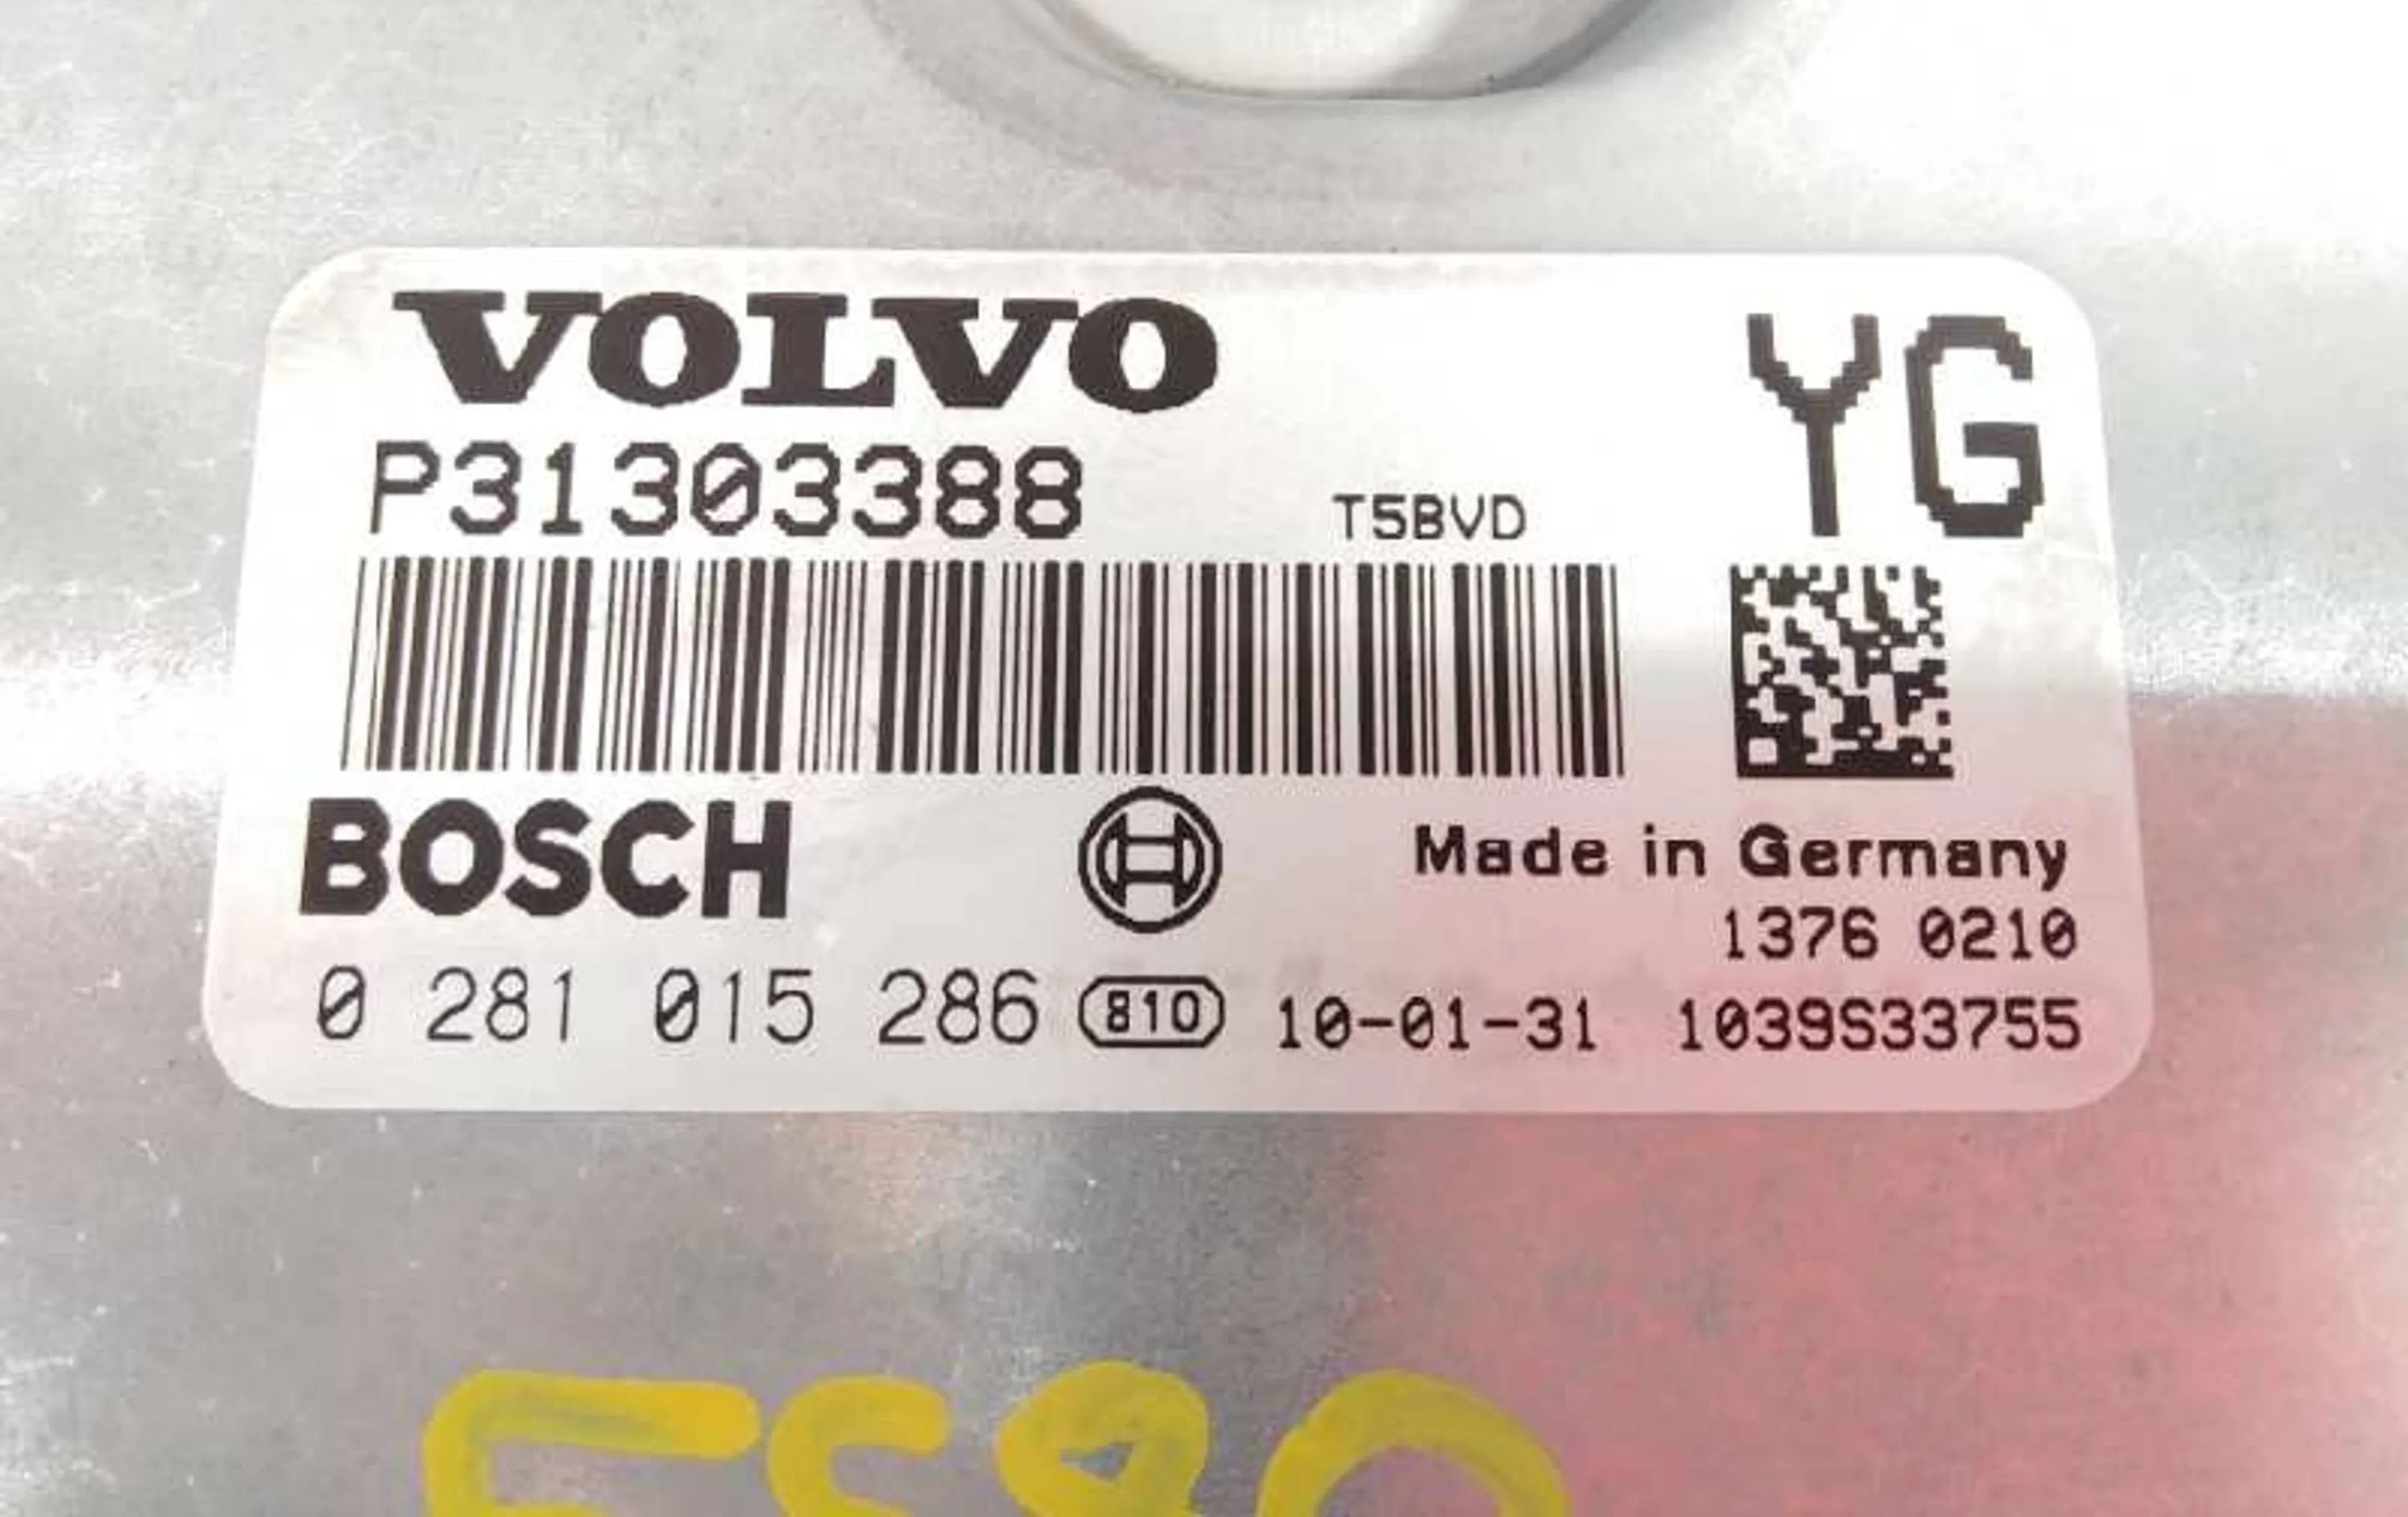 VOLVO
YG
P31303388
T5BVD
BOSCH
Made in Germany
1376 0210
0 281 015 286 810 10-01-31 1039S33755